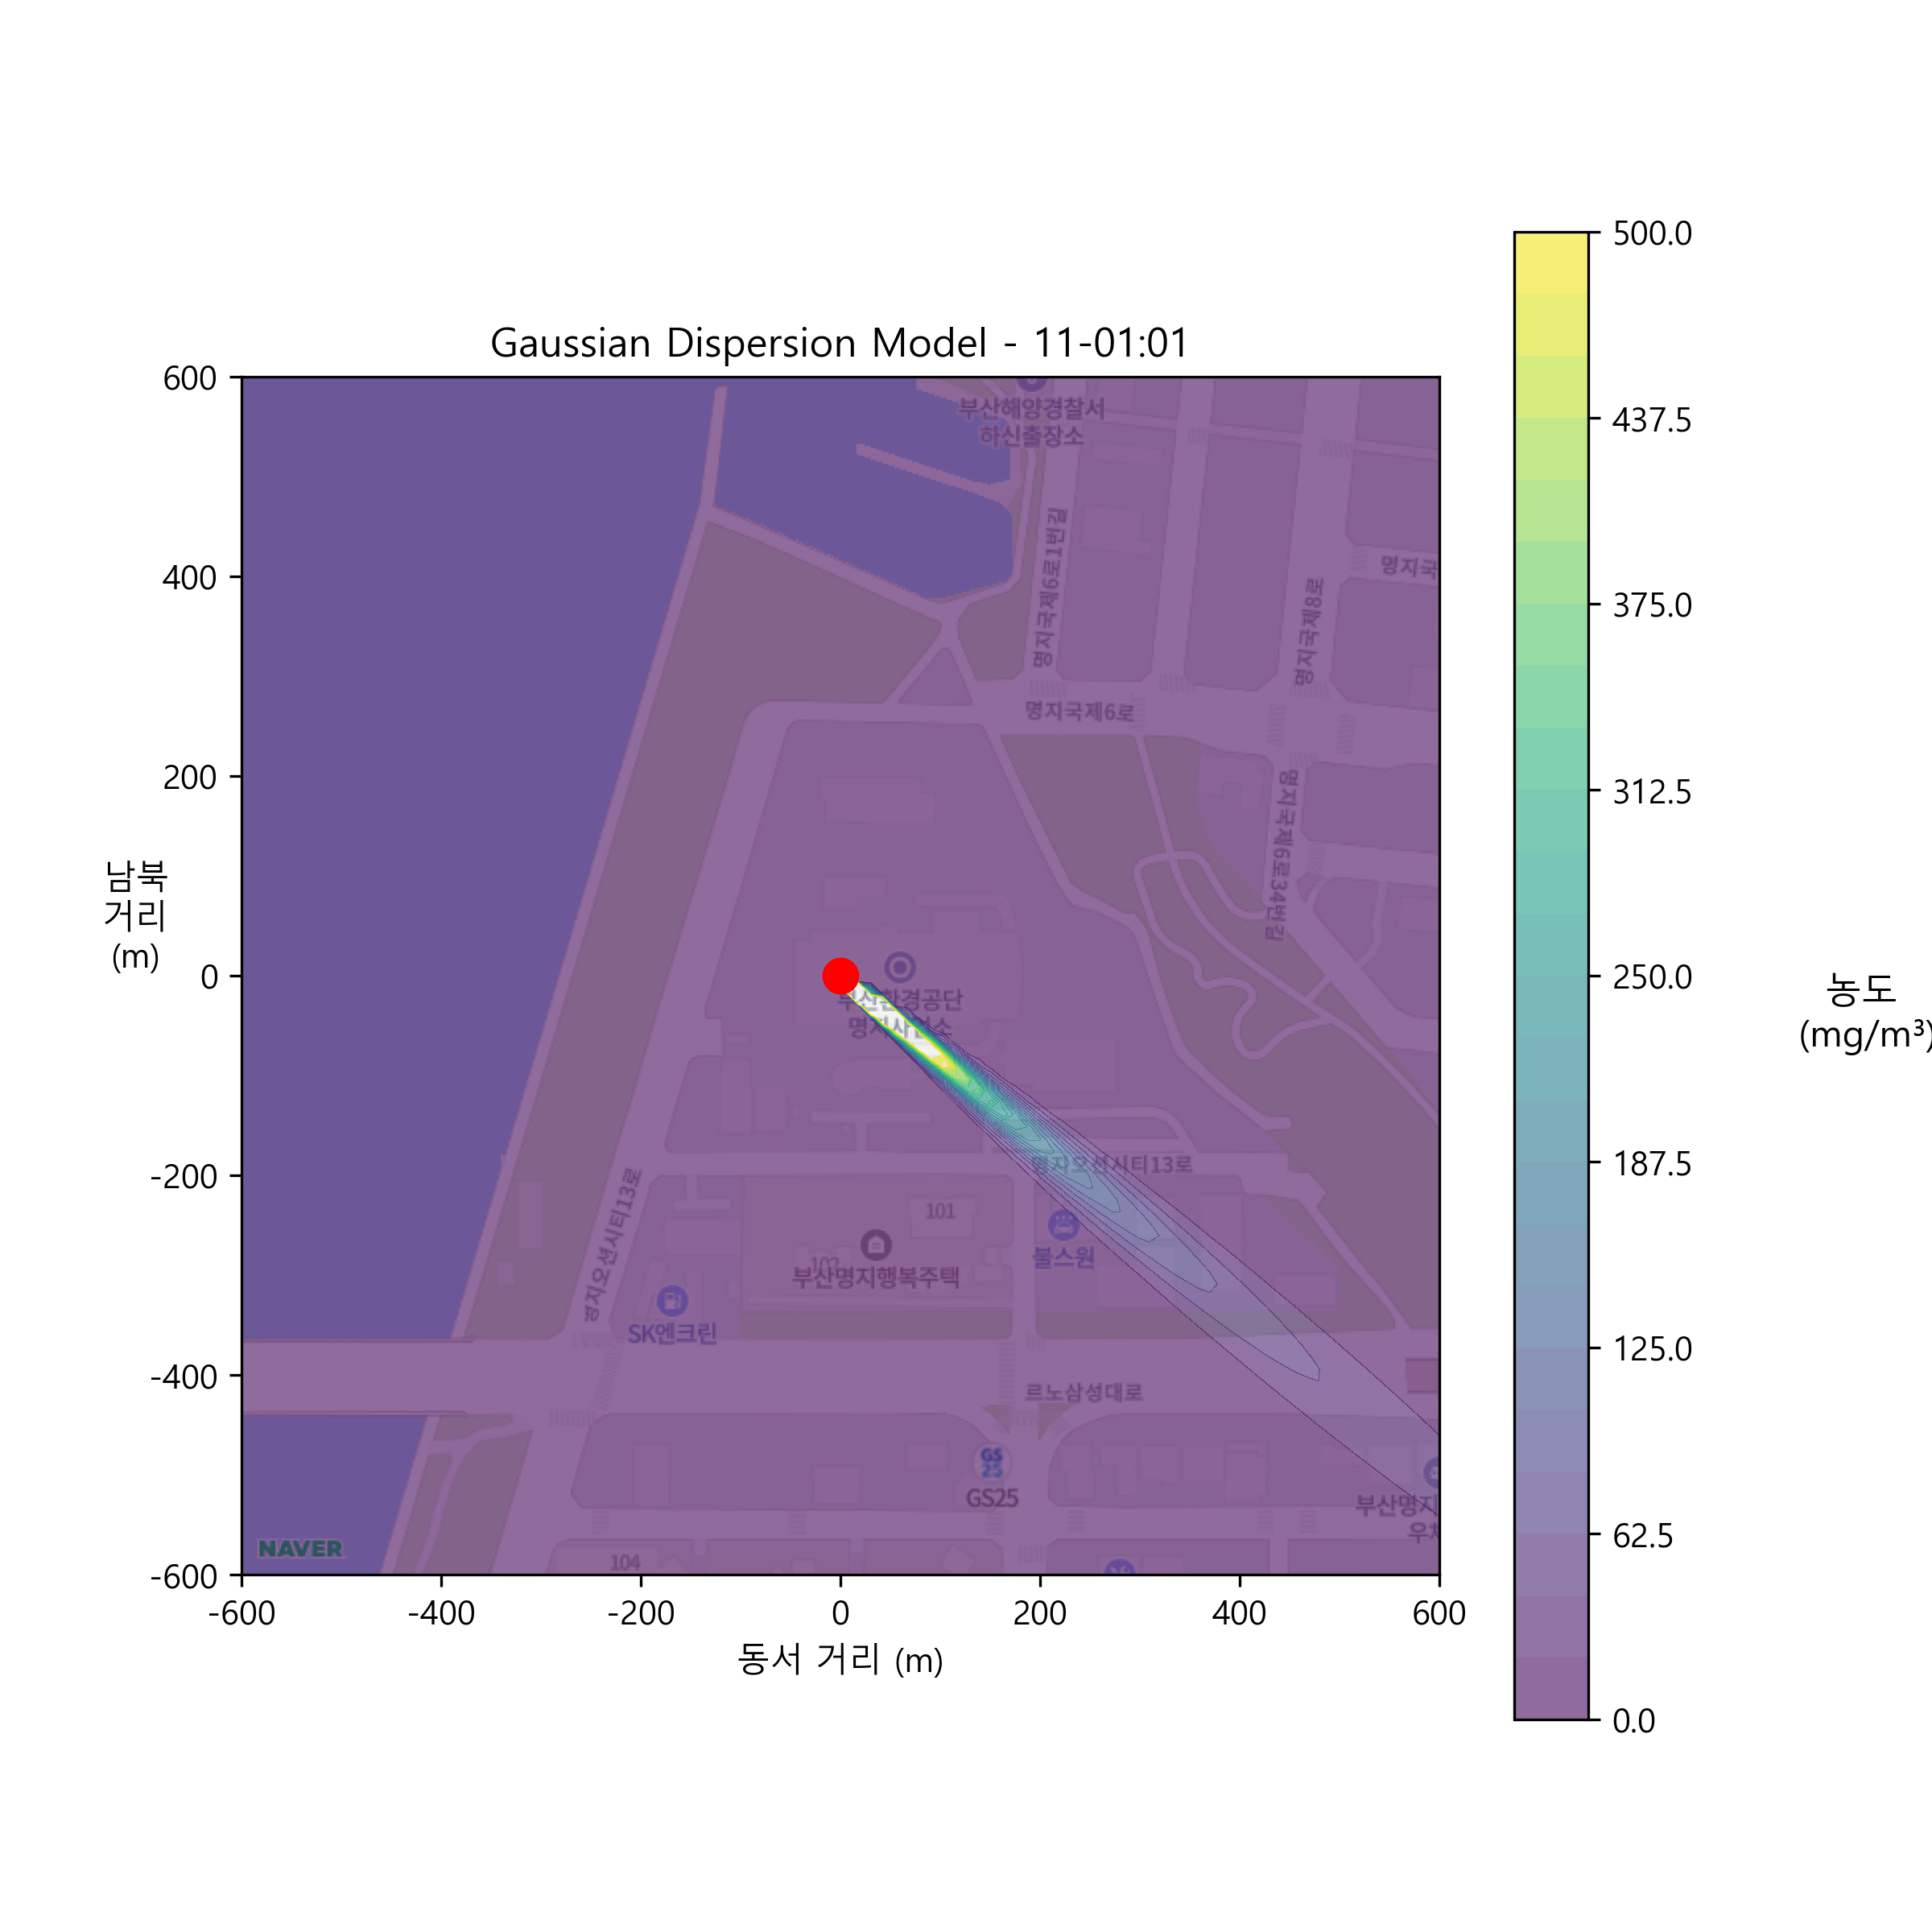 Gaussian Dispersion Model - 11-01:01
600
400
200
0
-200
-400
-600
남북
거리
(m)
-600
-400
-200
0
200
400
600
동서 거리 (m)
500.0
437.5
375.0
312.5
250.0
187.5
125.0
62.5
0.0
농도
(mg/m³)
부산해양경찰서
하신출장소
명지국제6로1번길
명지국제8로
명지국
명지국제6로
명지국제6로34번길
부산환경공단
명지사업소
명지오션시티13로
명지오션시티13로
101
102
부산명지행복주택
불스원
SK엔크린
르노삼성대로
GS
25
GS25
부산명지
우체
104
NAVER